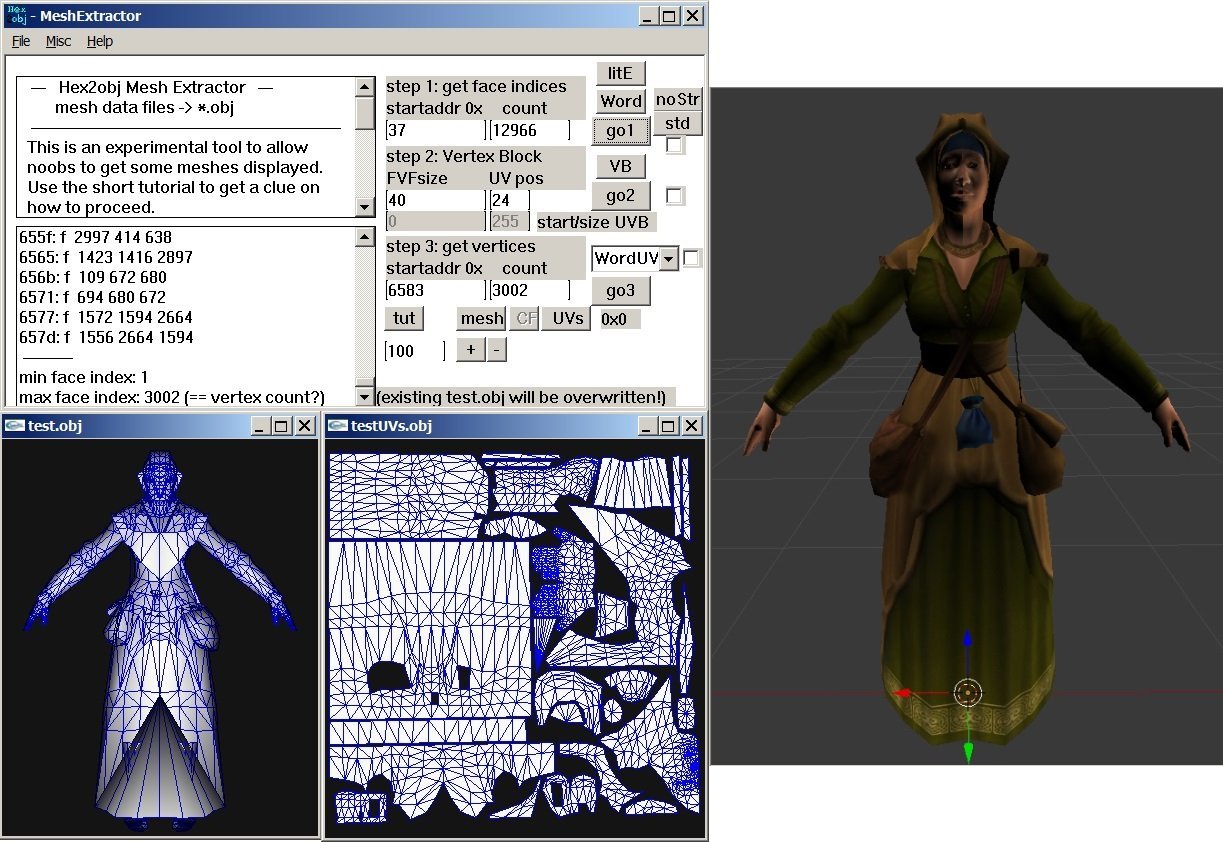 Hex obj - MeshExtractor
File Misc Help
— Hex2obj Mesh Extractor —
mesh data files -> *.obj
This is an experimental tool to allow
noobs to get some meshes displayed.
Use the short tutorial to get a clue on
how to proceed.
655f: f 2997 414 638
6565: f 1423 1416 2897
656b: f 109 672 680
6571: f 694 680 672
6577: f 1572 1594 2664
657d: f 1556 2664 1594
min face index: 1
max face index: 3002 (== vertex count?)
step 1: get face indices
startaddr 0x count
37 12966
litE
Word
noStr
go1
std
step 2: Vertex Block
FVFsize UV pos
40 24
0 255 start/size UVB
VB
go2
step 3: get vertices
startaddr 0x count
6583 3002
WordUV
go3
tut mesh CF UVs 0x0
100 + -
(existing test.obj will be overwritten!)
test.obj
testUVs.obj